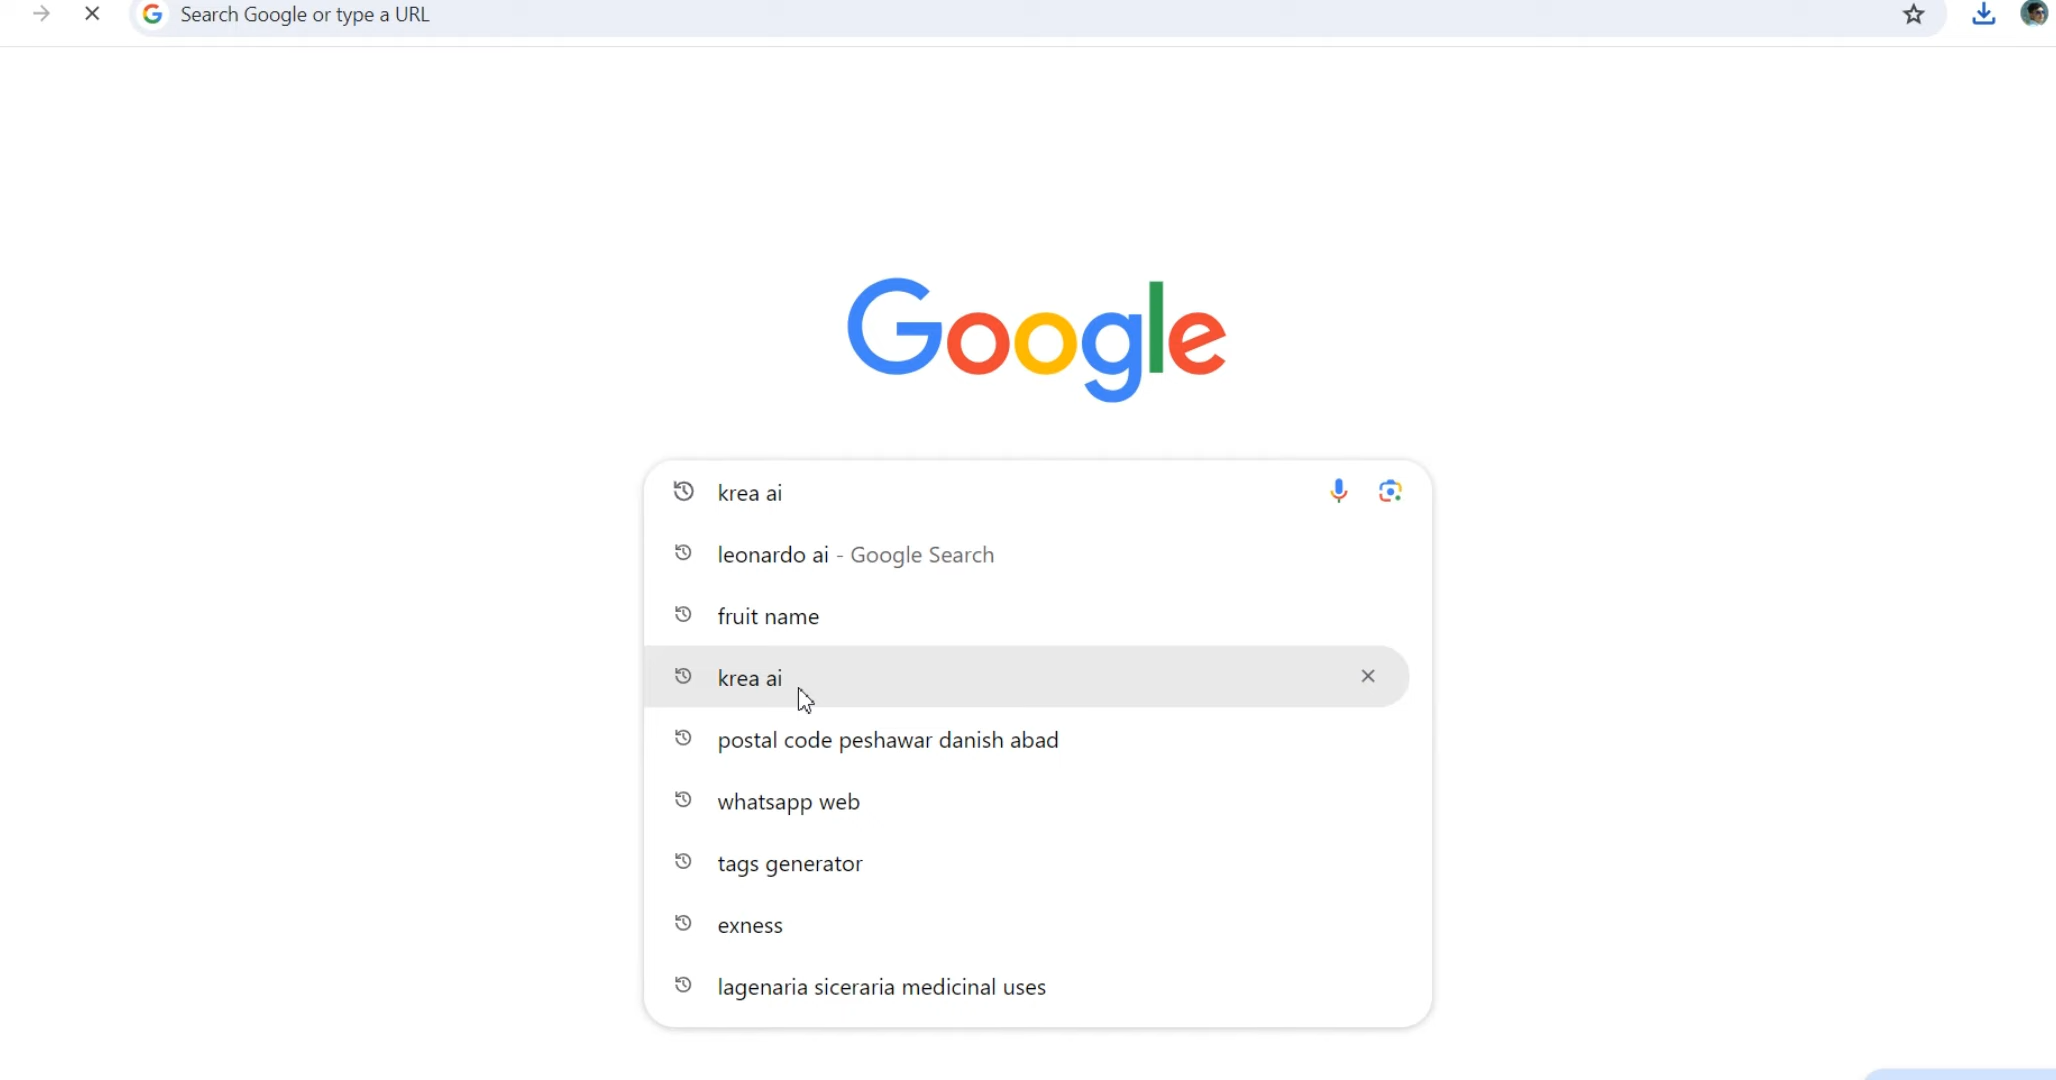 Search Google or type a URL
Google
krea ai
leonardo ai - Google Search
fruit name
krea ai
postal code peshawar danish abad
whatsapp web
tags generator
exness
lagenaria siceraria medicinal uses